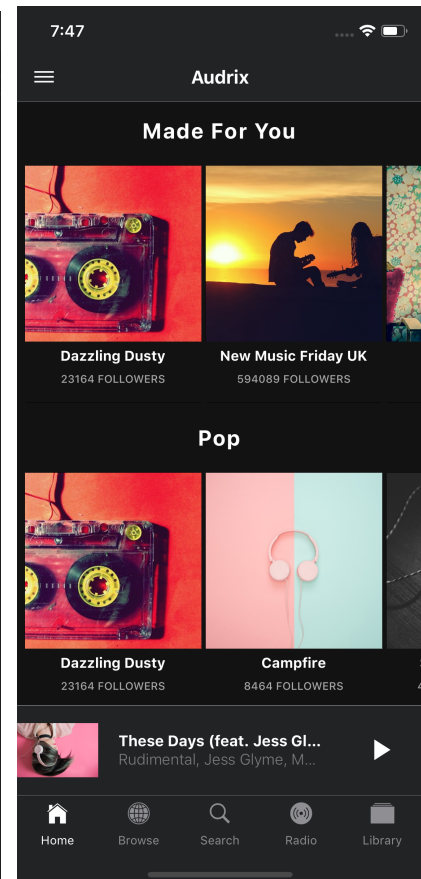 7:47
Audrix
Made For You
Dazzling Dusty
New Music Friday UK
23164 FOLLOWERS
594089 FOLLOWERS
Pop
Dazzling Dusty
Campfire
23164 FOLLOWERS
8464 FOLLOWERS
These Days (feat. Jess Gl...
Rudimental, Jess Glyme, M...
Home
Browse
Search
Radio
Library